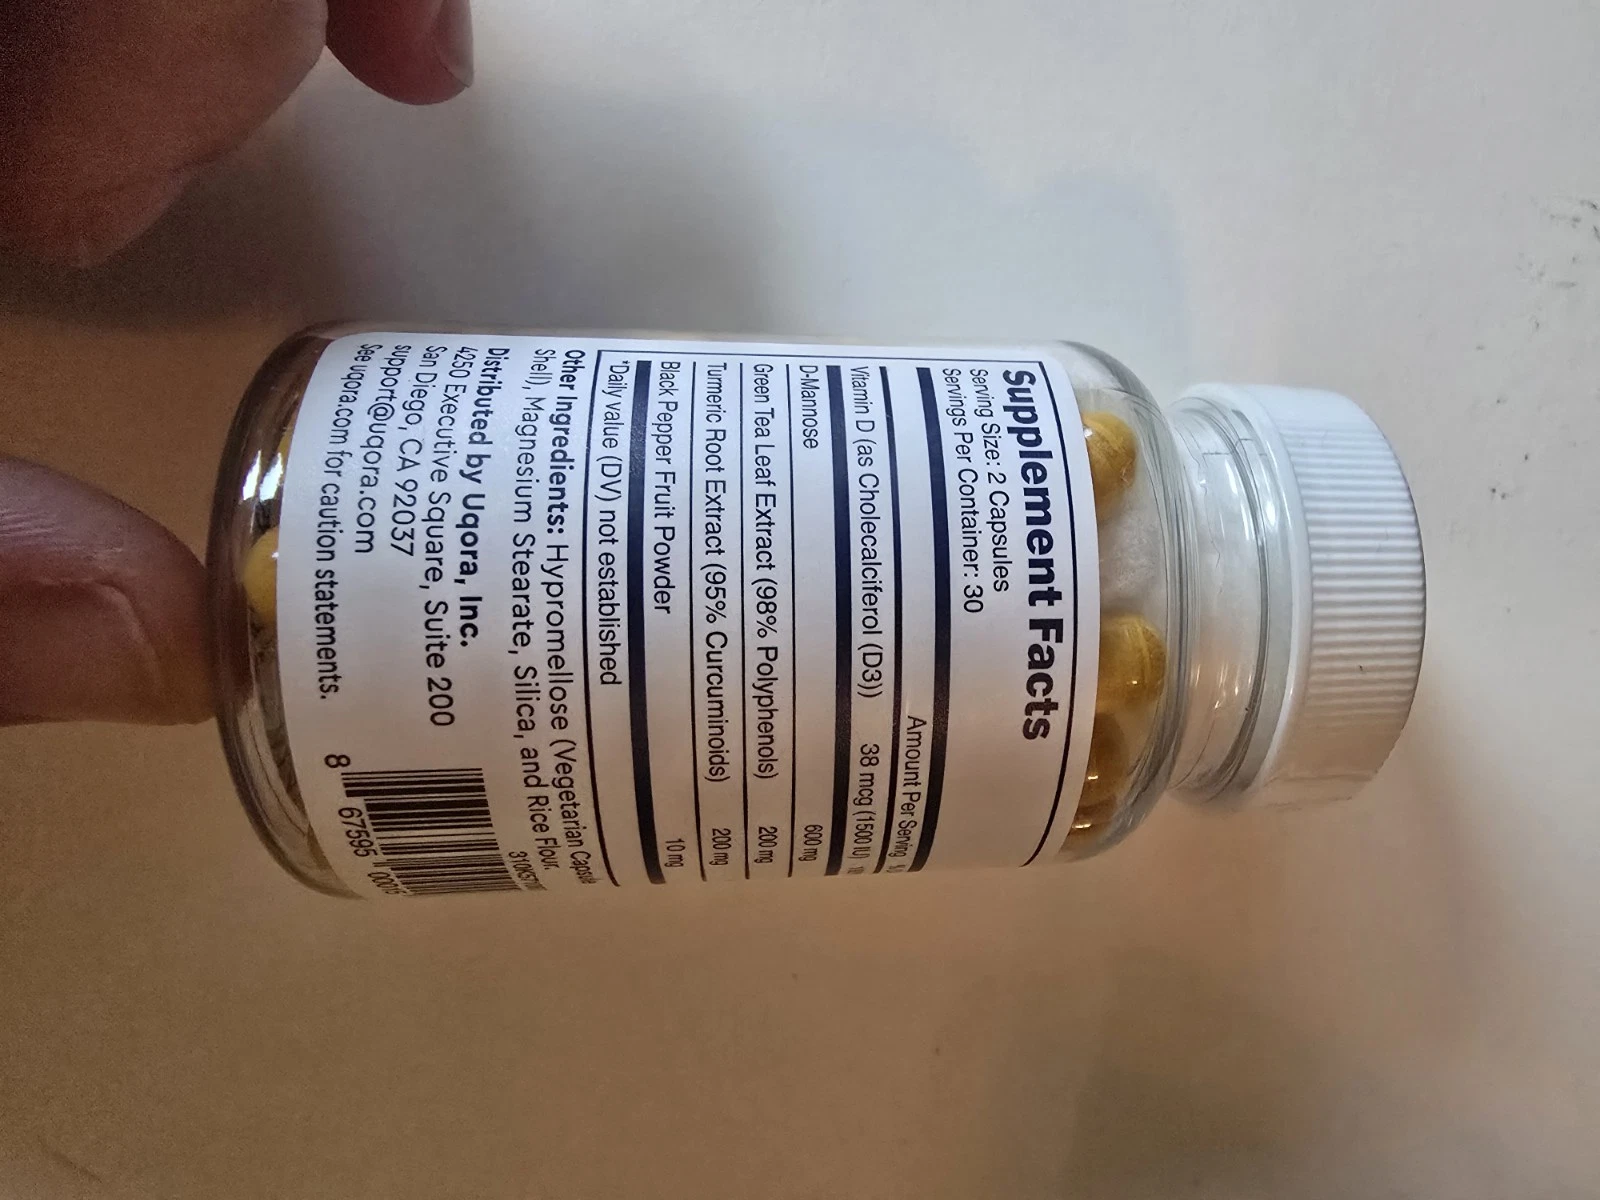 Supplement Facts
Serving Size: 2 Capsules
Servings Per Container: 30
Amount Per Serving
Vitamin D (as Cholecalciferol (D3)) 38 mcg (1500 IU)
D-Mannose 600 mg
Green Tea Leaf Extract (98% Polyphenols) 200 mg
Turmeric Root Extract (95% Curcuminoids) 200 mg
Black Pepper Fruit Powder 10 mg
*Daily value (DV) not established
Other Ingredients: Hypromellose (Vegetarian Capsule
Shell), Magnesium Stearate, Silica, and Rice Flour.
Distributed by Uqora, Inc.
4250 Executive Square, Suite 200
San Diego, CA 92037
support@uqora.com
See uqora.com for caution statements.
8 67595